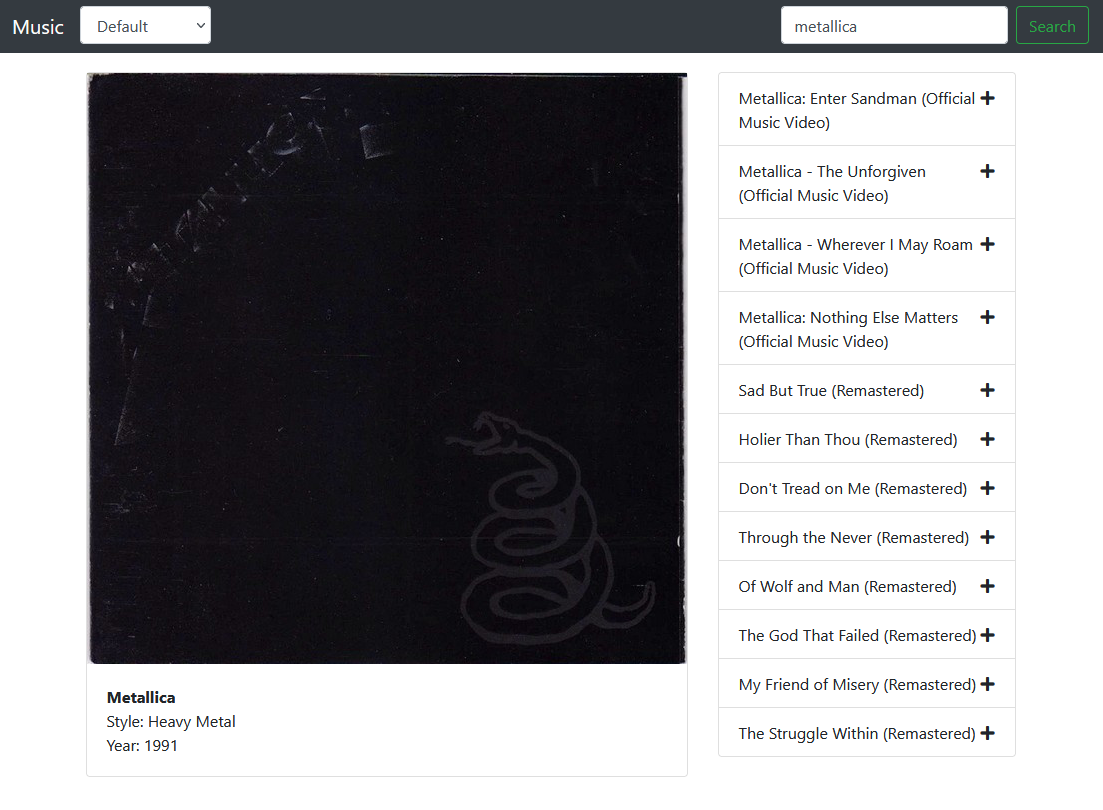 Music
Default
metallica
Search
Metallica: Enter Sandman (Official
Music Video)
Metallica - The Unforgiven
(Official Music Video)
Metallica - Wherever I May Roam
(Official Music Video)
Metallica: Nothing Else Matters
(Official Music Video)
Sad But True (Remastered)
Holier Than Thou (Remastered)
Don't Tread on Me (Remastered)
Through the Never (Remastered)
Of Wolf and Man (Remastered)
The God That Failed (Remastered)
My Friend of Misery (Remastered)
The Struggle Within (Remastered)
Metallica
Style: Heavy Metal
Year: 1991